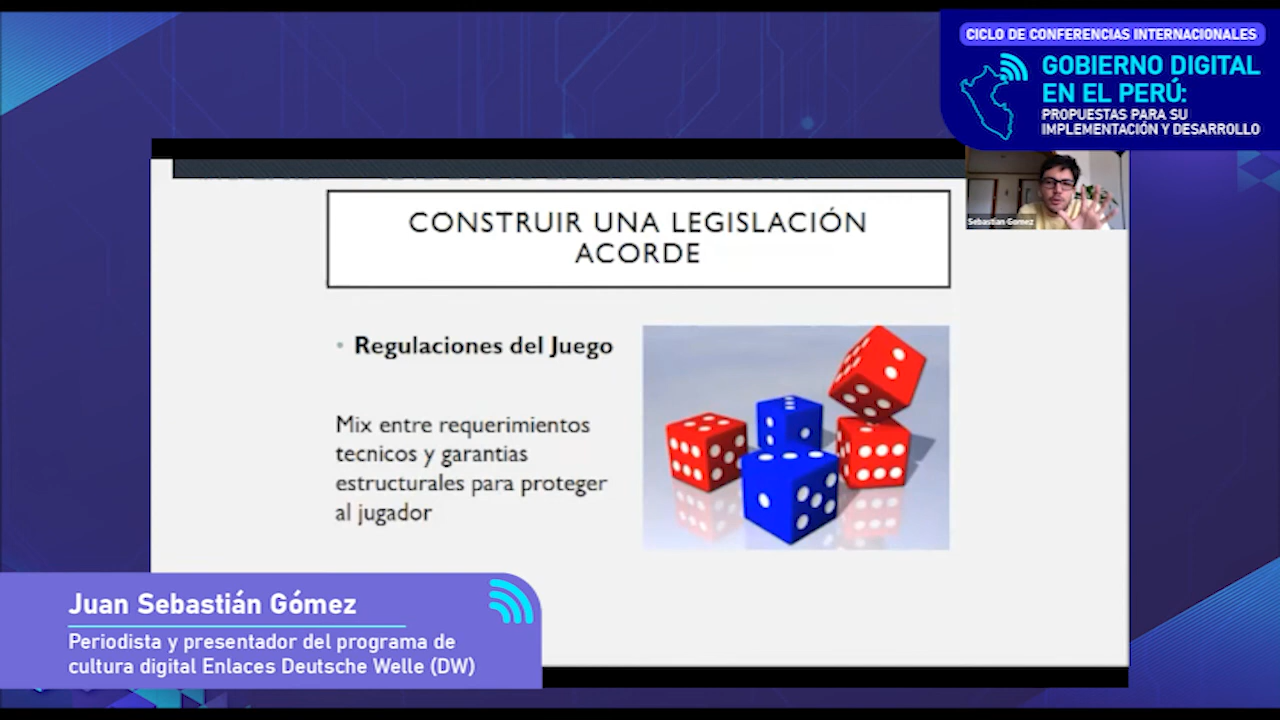 CICLO DE CONFERENCIAS INTERNACIONALES
GOBIERNO DIGITAL
EN EL PERÚ:
PROPUESTAS PARA SU
IMPLEMENTACIÓN Y DESARROLLO
Sebastian Gomez
CONSTRUIR UNA LEGISLACIÓN
ACORDE
• Regulaciones del Juego
Mix entre requerimientos
tecnicos y garantias
estructurales para proteger
al jugador
Juan Sebastián Gómez
Periodista y presentador del programa de
cultura digital Enlaces Deutsche Welle (DW)